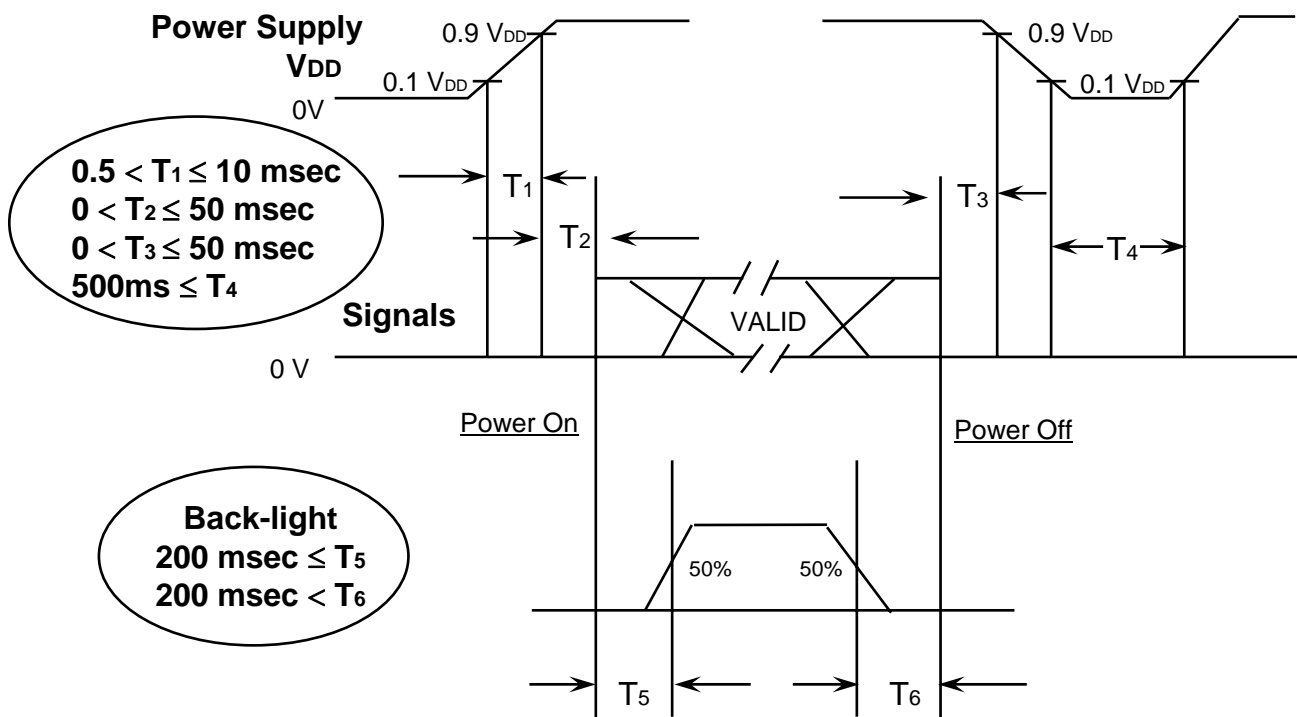 Power Supply
VDD
0.9 VDD
0.1 VDD
0V
0.9 VDD
0.1 VDD
0.5 < T1 ≤ 10 msec
0 < T2 ≤ 50 msec
0 < T3 ≤ 50 msec
500ms ≤ T4
T1
T2
T3
T4
Signals
VALID
0 V
Power On
Power Off
Back-light
200 msec ≤ T5
200 msec < T6
50%
50%
T5
T6